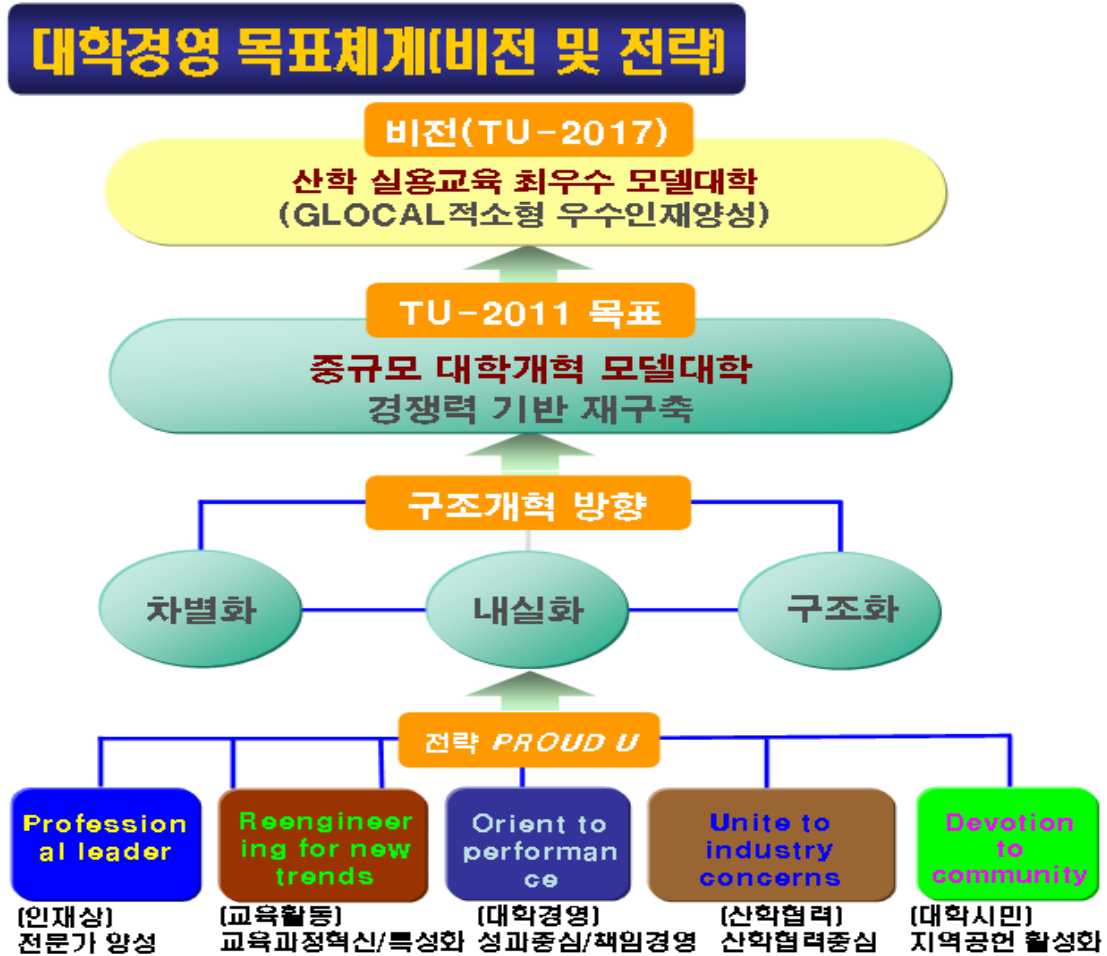 대학경영 목표체계(비전 및 전략)
비전(TU-2017)
산학 실용교육 최우수 모델대학
(GLOCAL적소형 우수인재양성)
TU-2011 목표
중규모 대학개혁 모델대학
경쟁력 기반 재구축
구조개혁 방향
차별화
내실화
구조화
전략 PROUD U
Profession
al leader
Reengineer
ing for new
trends
Orient to
performan
ce
Unite to
industry
concerns
Devotion
to
community
(인재상)
전문가 양성
(교육활동)
교육과정혁신/특성화
(대학경영)
성과중심/책임경영
(산학협력)
산학협력중심
(대학시민)
지역공헌 활성화